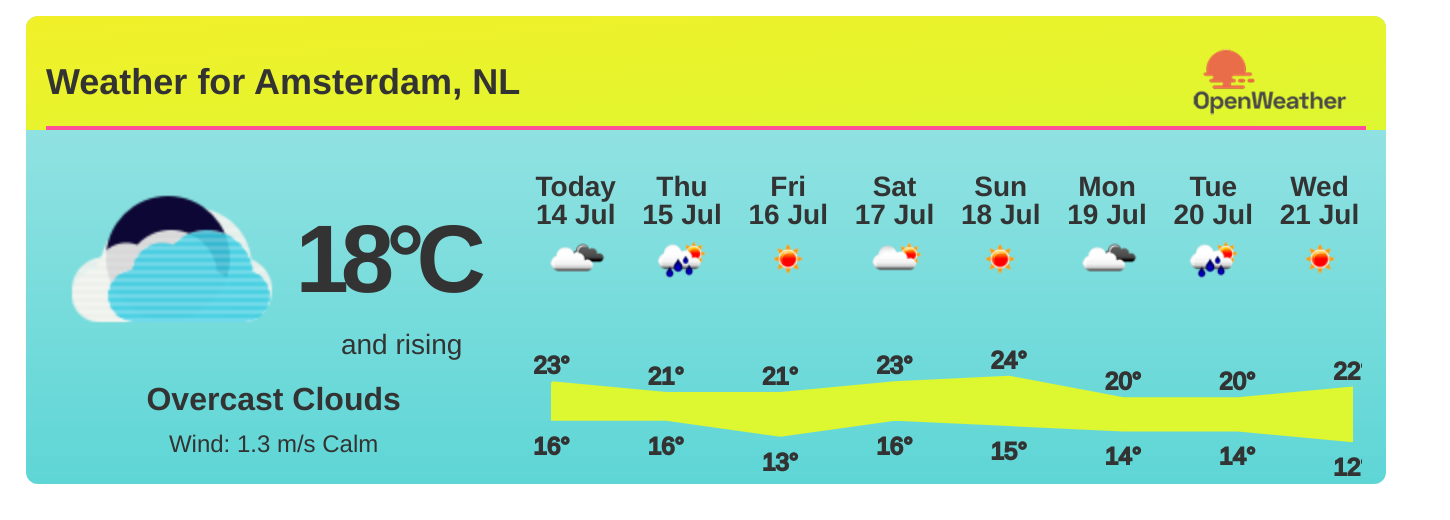 Weather for Amsterdam, NL
OpenWeather
18°C
and rising
Overcast Clouds
Wind: 1.3 m/s Calm
Today Thu Fri Sat Sun Mon Tue Wed
14 Jul 15 Jul 16 Jul 17 Jul 18 Jul 19 Jul 20 Jul 21 Jul
23° 21° 21° 23° 24° 20° 20° 22°
16° 16° 13° 16° 15° 14° 14° 12°